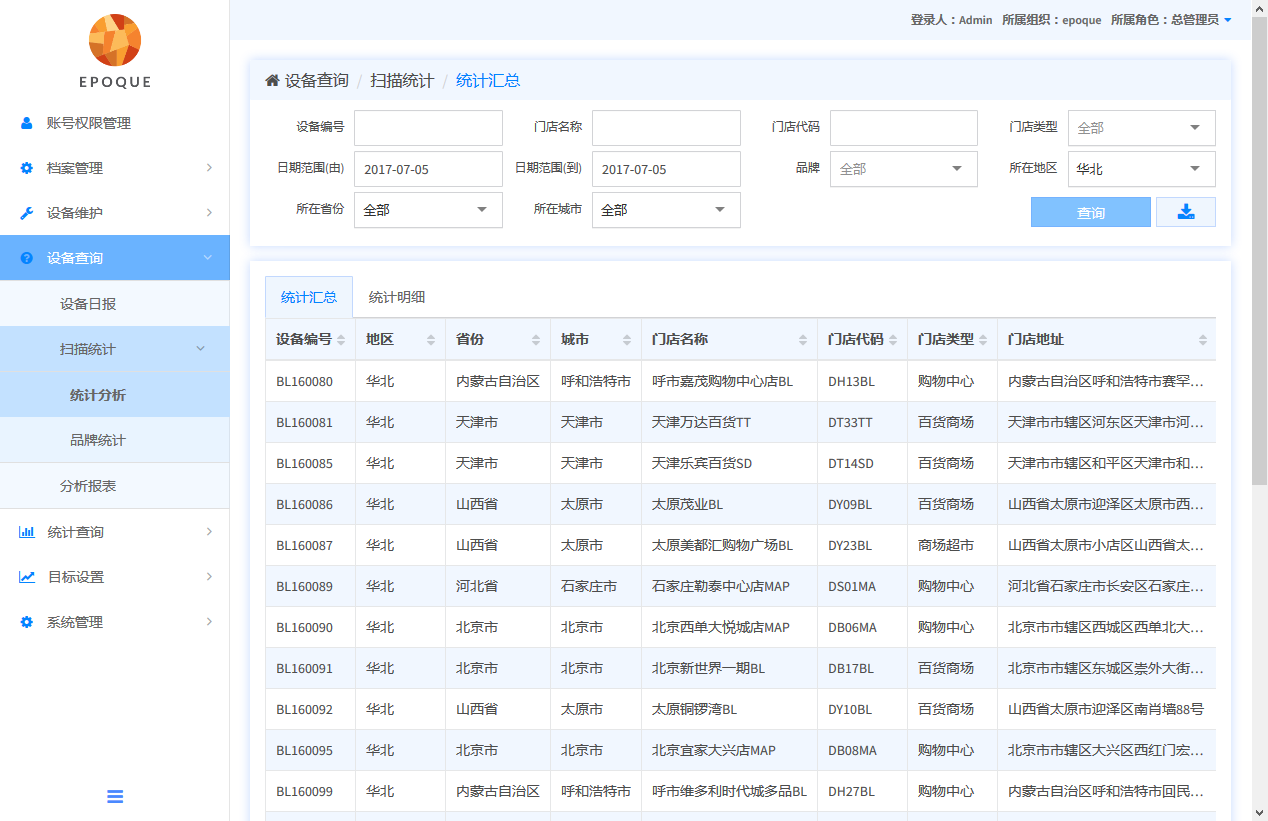 登录人：Admin 所属组织：epoque 所属角色：总管理员
EPOQUE
账号权限管理
档案管理
设备维护
设备查询
设备日报
扫描统计
统计分析
品牌统计
分析报表
统计查询
目标设置
系统管理
设备查询 / 扫描统计 / 统计汇总
设备编号 门店名称 门店代码 门店类型 全部
日期范围(由) 2017-07-05 日期范围(到) 2017-07-05 品牌 全部 所在地区 华北
所在省份 全部 所在城市 全部 查询
统计汇总 统计明细
设备编号 地区 省份 城市 门店名称 门店代码 门店类型 门店地址
BL160080 华北 内蒙古自治区 呼和浩特市 呼市嘉茂购物中心店BL DH13BL 购物中心 内蒙古自治区呼和浩特市赛罕...
BL160081 华北 天津市 天津市 天津万达百货TT DT33TT 百货商场 天津市市辖区河东区天津市河...
BL160085 华北 天津市 天津市 天津乐宾百货SD DT14SD 百货商场 天津市市辖区和平区天津市和...
BL160086 华北 山西省 太原市 太原茂业BL DY09BL 百货商场 山西省太原市迎泽区太原市西...
BL160087 华北 山西省 太原市 太原美都汇购物广场BL DY23BL 商场超市 山西省太原市小店区山西省太...
BL160089 华北 河北省 石家庄市 石家庄勒泰中心店MAP DS01MA 购物中心 河北省石家庄市长安区石家庄...
BL160090 华北 北京市 北京市 北京西单大悦城店MAP DB06MA 购物中心 北京市市辖区西城区西单北大...
BL160091 华北 北京市 北京市 北京新世界一期BL DB17BL 百货商场 北京市市辖区东城区崇外大街...
BL160092 华北 山西省 太原市 太原铜锣湾BL DY10BL 百货商场 山西省太原市迎泽区南肖墙88号
BL160095 华北 北京市 北京市 北京宜家大兴店MAP DB08MA 购物中心 北京市市辖区大兴区西红门宏...
BL160099 华北 内蒙古自治区 呼和浩特市 呼市维多利时代城多品BL DH27BL 购物中心 内蒙古自治区呼和浩特市回民...